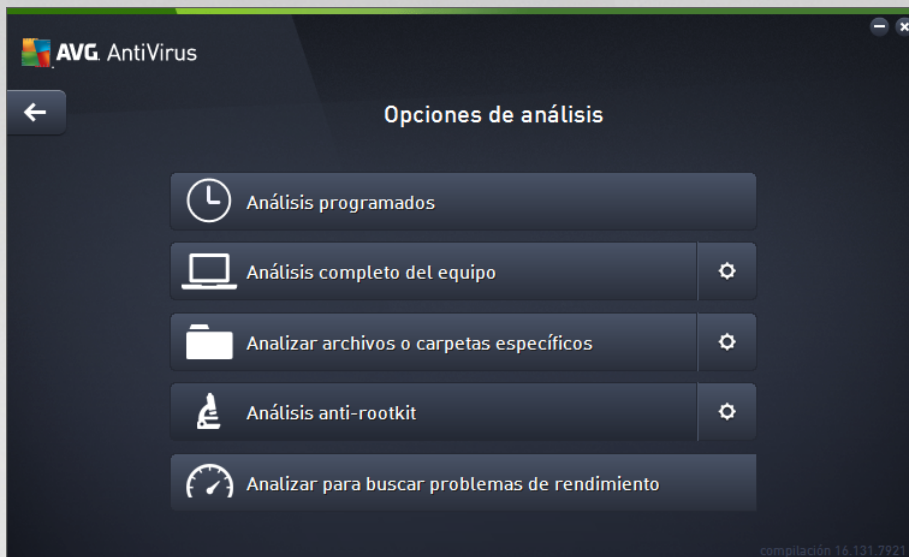 AVG AntiVirus
Opciones de análisis
Análisis programados
Análisis completo del equipo
Analizar archivos o carpetas específicos
Análisis anti-rootkit
Analizar para buscar problemas de rendimiento
compilación 16.131.7921